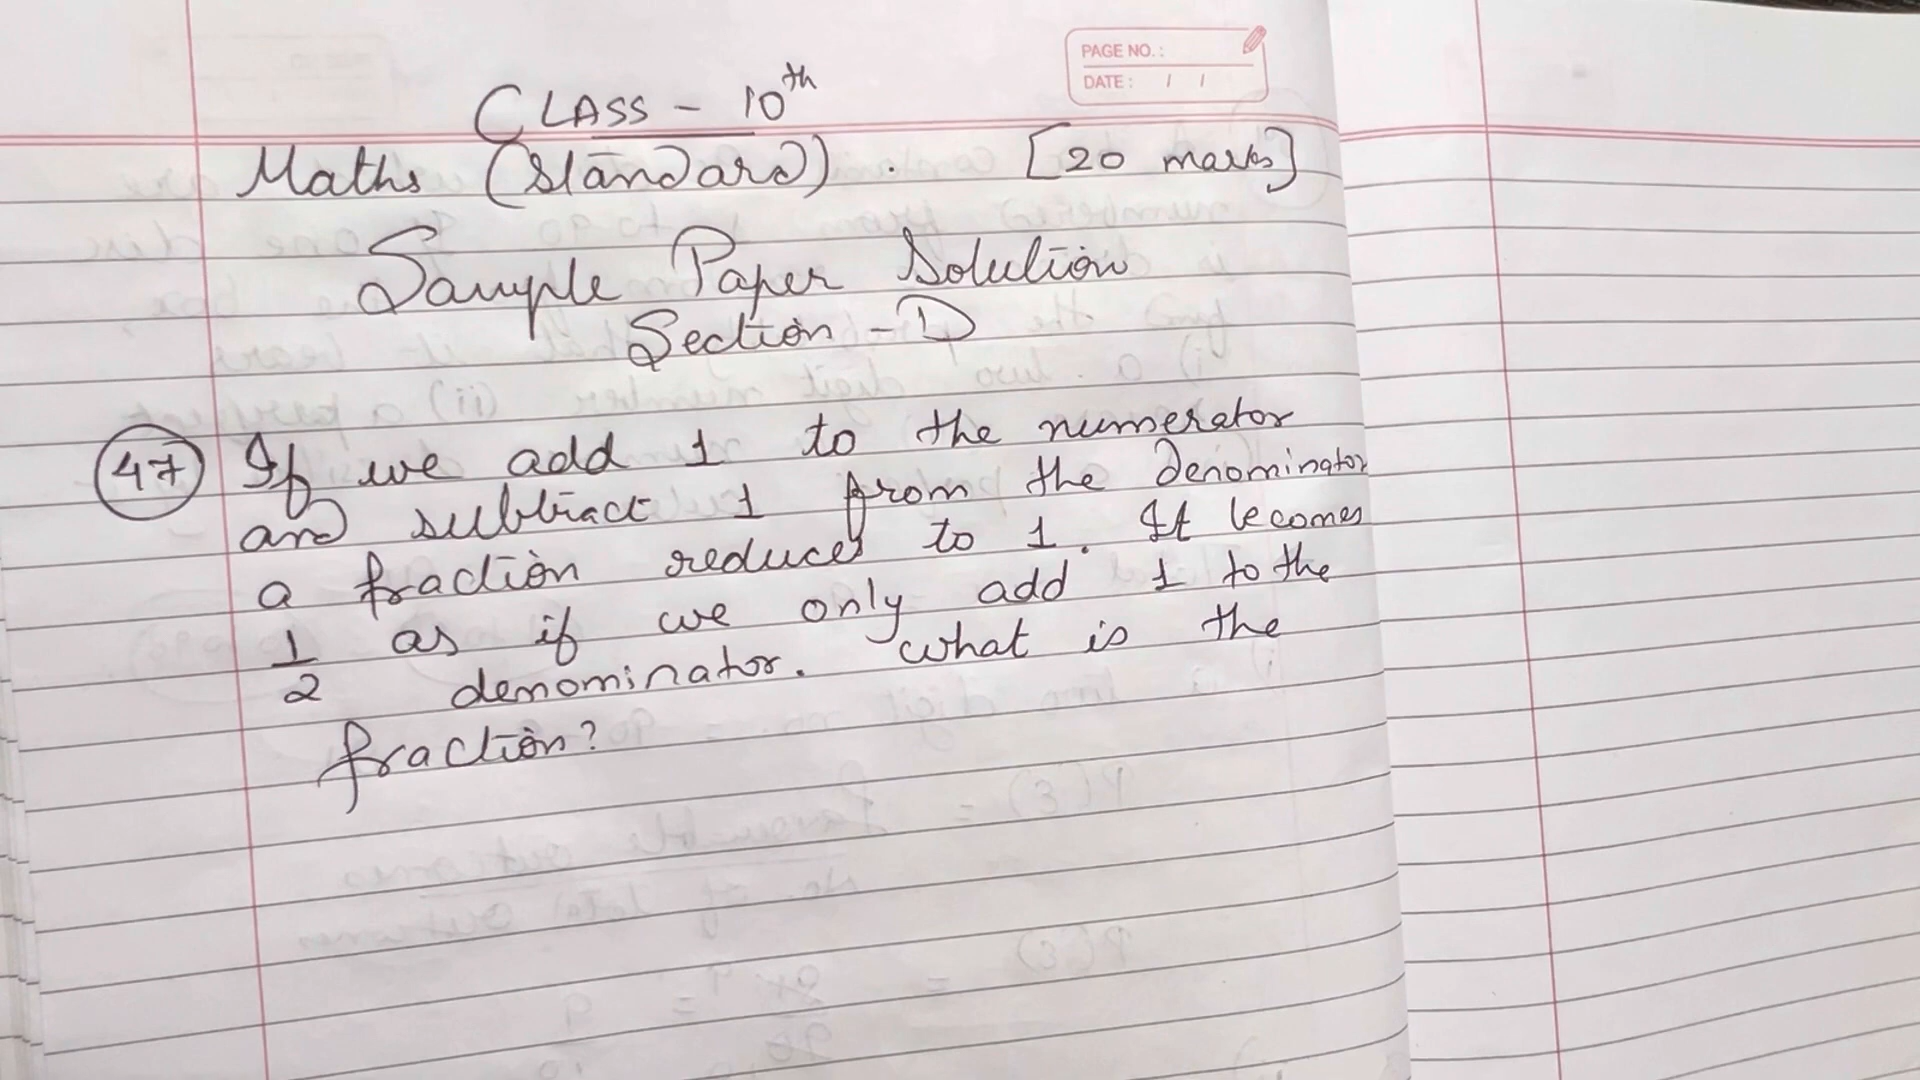 PAGE NO.:
DATE: / /
CLASS - 10th
Maths (Standard). [20 marks]
Sample Paper Solution
Section - D
47 If we add 1 to the numerator
and subtract 1 from the denominator
a fraction reduces to 1. It becomes
1/2 as if we only add 1 to the
denominator. what is the
fraction?